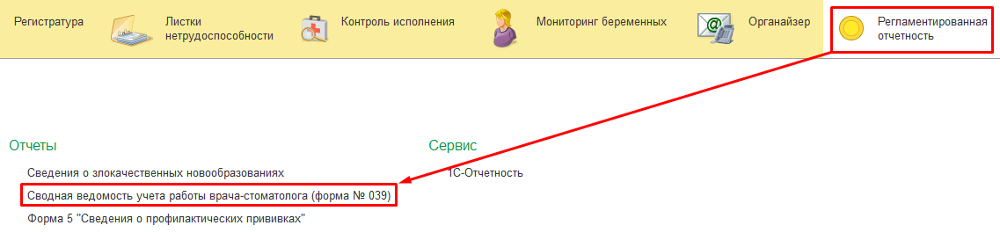 Регистратура
Листки
нетрудоспособности
Контроль исполнения
Мониторинг беременных
@
Органайзер
Регламентированная
отчетность
Отчеты
Сервис
Сведения о злокачественных новообразованиях
1С-Отчетность
Сводная ведомость учета работы врача-стоматолога (форма № 039)
Форма 5 "Сведения о профилактических прививках"